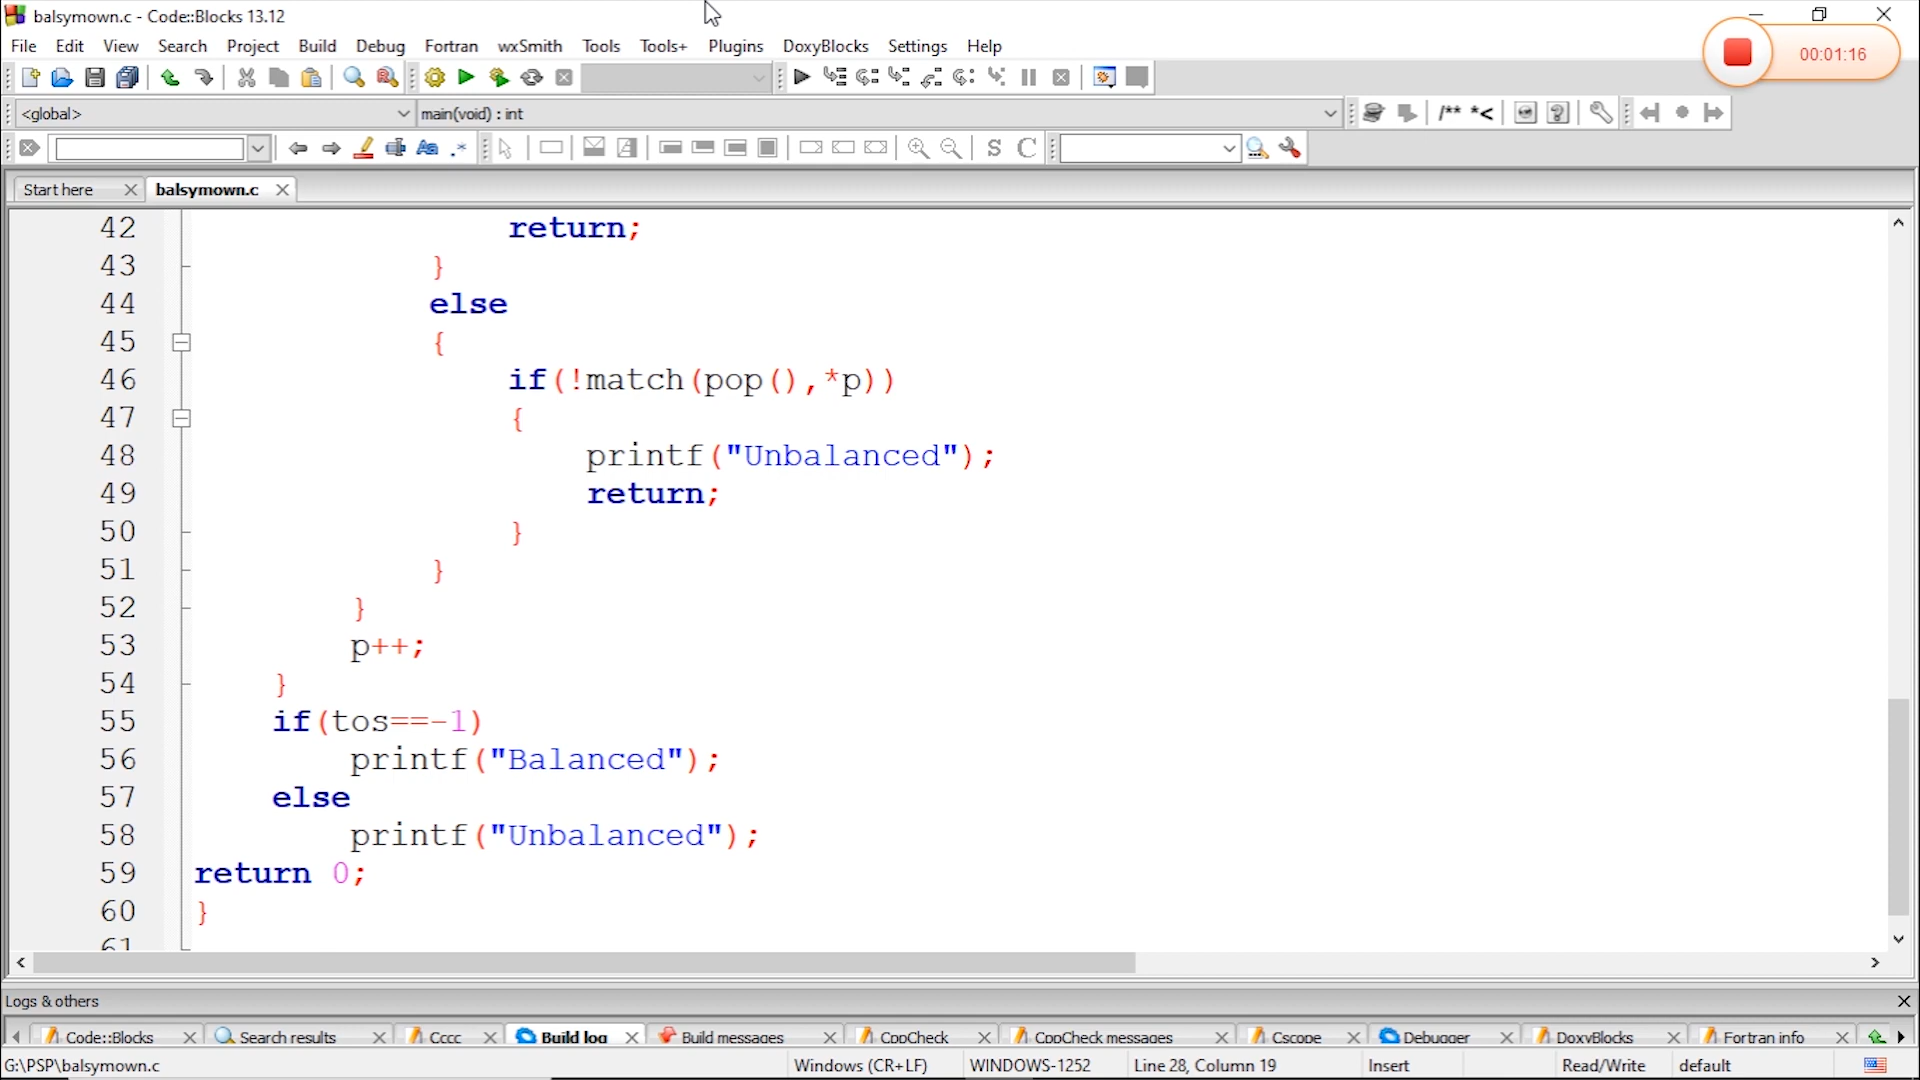 balsymown.c - Code::Blocks 13.12
File Edit View Search Project Build Debug Fortran wxSmith Tools Tools+ Plugins DoxyBlocks Settings Help
00:01:16
<global> main(void) : int
/** *<
S C
Start here balsymown.c
42 return;
43 }
44 else
45 {
46 if(!match(pop(),*p))
47 {
48 printf("Unbalanced");
49 return;
50 }
51 }
52 }
53 p++;
54 }
55 if(tos==-1)
56 printf("Balanced");
57 else
58 printf("Unbalanced");
59 return 0;
60 }
61
Logs & others
Code::Blocks Search results Cccc Build log Build messages CppCheck CppCheck messages Cscope Debugger DoxyBlocks Fortran info
G:\PSP\balsymown.c Windows (CR+LF) WINDOWS-1252 Line 28, Column 19 Insert Read/Write default